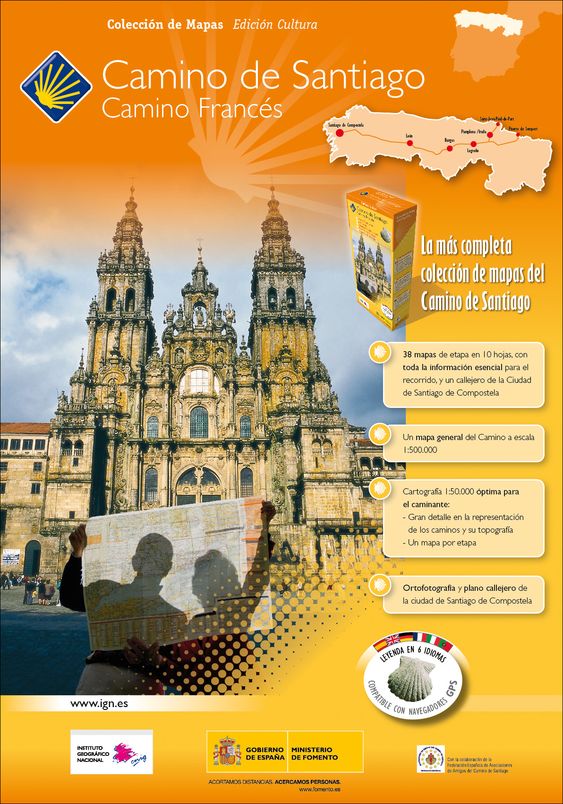 Colección de Mapas Edición Cultura
Camino de Santiago
Camino Francés
Santiago de Compostela
León
Burgos
Logroño
La más completa
colección de mapas del
Camino de Santiago
Camino de Santiago
38 mapas de etapa en 10 hojas, con
toda la información esencial para el
recorrido, y un callejero de la Ciudad
de Santiago de Compostela
Un mapa general del Camino a escala
1:500.000
Cartografía 1:50.000 óptima para
el caminante:
- Gran detalle en la representación
de los caminos y su topografía
- Un mapa por etapa
Ortofotografía y plano callejero de
la ciudad de Santiago de Compostela
LEYENDA EN 6 IDIOMAS
COMPATIBLE CON NAVEGADORES GPS
www.ign.es
INSTITUTO
GEOGRÁFICO
NACIONAL
cnig
GOBIERNO
DE ESPAÑA
MINISTERIO
DE FOMENTO
ACORTAMOS DISTANCIAS. ACERCAMOS PERSONAS.
www.fomento.es
Con la colaboración de la
Federación Española de Asociaciones
de Amigos del Camino de Santiago